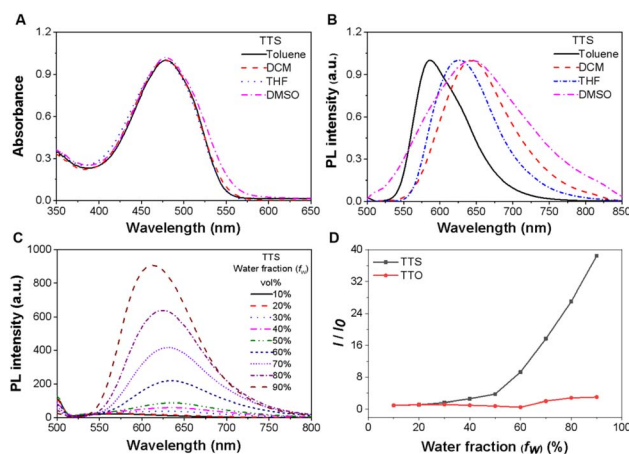 A
TTS
Toluene
DCM
THF
DMSO
Absorbance
1.2
0.9
0.6
0.3
0.0
350 400 450 500 550 600 650
Wavelength (nm)
B
TTS
Toluene
DCM
THF
DMSO
PL intensity (a.u.)
1.2
0.9
0.6
0.3
0.0
500 550 600 650 700 750 800 850
Wavelength (nm)
C
TTS
Water fraction (fw)
vol%
10%
20%
30%
40%
50%
60%
70%
80%
90%
PL intensity (a.u.)
1000
800
600
400
200
0
500 550 600 650 700 750 800
Wavelength (nm)
D
TTS
TTO
I / I0
40
32
24
16
8
0
0 20 40 60 80 100
Water fraction (fW) (%)